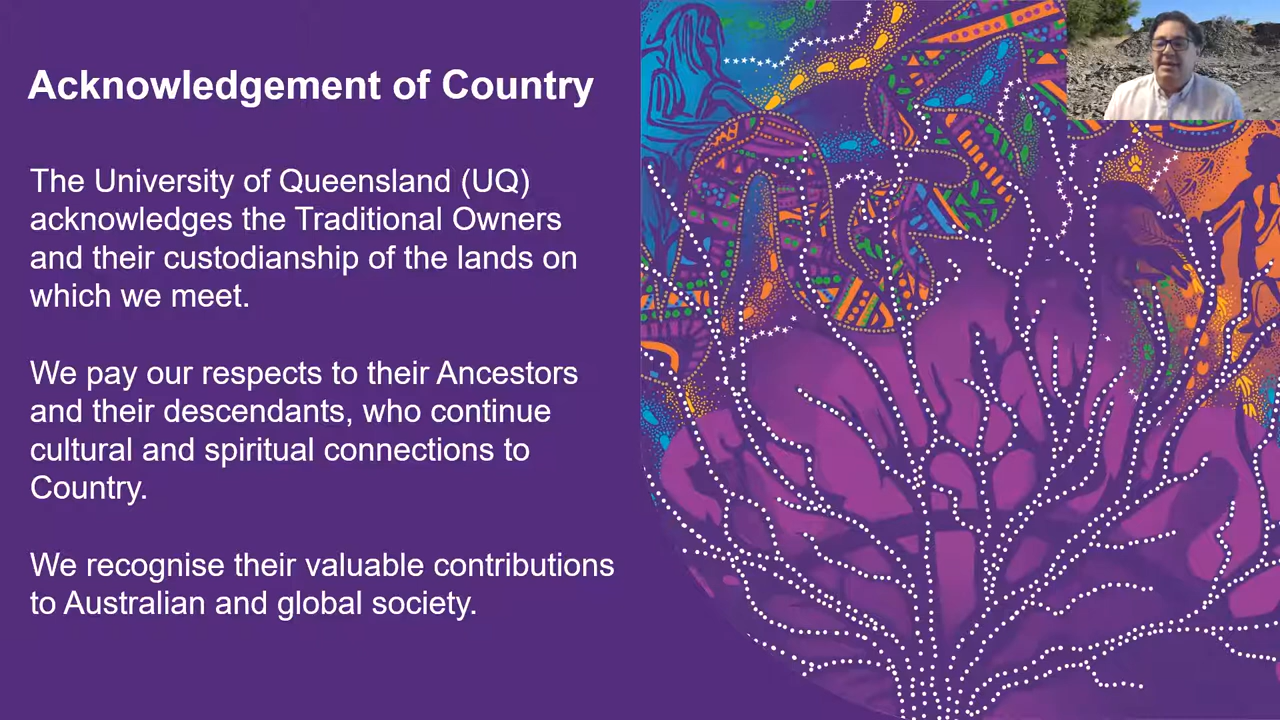 Acknowledgement of Country
The University of Queensland (UQ)
acknowledges the Traditional Owners
and their custodianship of the lands on
which we meet.
We pay our respects to their Ancestors
and their descendants, who continue
cultural and spiritual connections to
Country.
We recognise their valuable contributions
to Australian and global society.